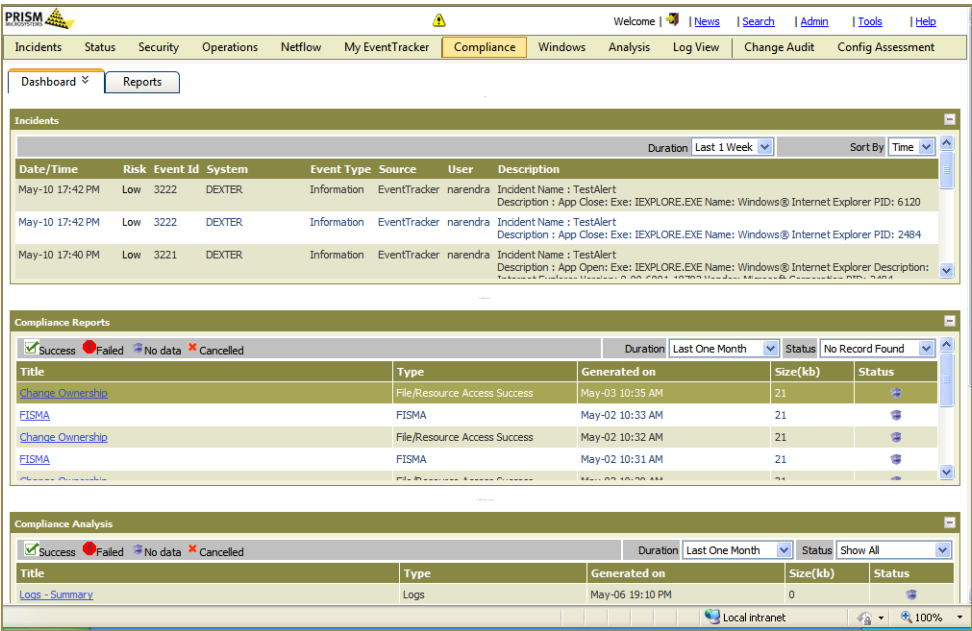 PRISM Welcome | News | Search | Admin | Tools | Help
MICROSYSTEMS
Incidents Status Security Operations Netflow My EventTracker Compliance Windows Analysis Log View Change Audit Config Assessment
Dashboard Reports
Incidents
Duration Last 1 Week Sort By Time
Date/Time Risk Event Id System Event Type Source User Description
May-10 17:42 PM Low 3222 DEXTER Information EventTracker narendra Incident Name : TestAlert
Description : App Close: Exe: IEXPLORE.EXE Name: Windows® Internet Explorer PID: 6120
May-10 17:42 PM Low 3222 DEXTER Information EventTracker narendra Incident Name : TestAlert
Description : App Close: Exe: IEXPLORE.EXE Name: Windows® Internet Explorer PID: 2484
May-10 17:40 PM Low 3221 DEXTER Information EventTracker narendra Incident Name : TestAlert
Description : App Open: Exe: IEXPLORE.EXE Name: Windows® Internet Explorer Description:
Compliance Reports
Success Failed No data Cancelled Duration Last One Month Status No Record Found
Title Type Generated on Size(kb) Status
Change Ownership File/Resource Access Success May-03 10:35 AM 21
FISMA FISMA May-02 10:33 AM 21
Change Ownership File/Resource Access Success May-02 10:32 AM 21
FISMA FISMA May-02 10:31 AM 21
Compliance Analysis
Success Failed No data Cancelled Duration Last One Month Status Show All
Title Type Generated on Size(kb) Status
Logs - Summary Logs May-06 19:10 PM 0
Local intranet 100%